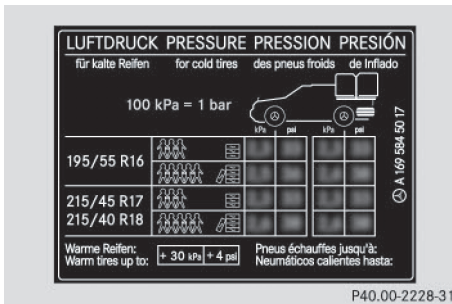 LUFTDRUCK PRESSURE PRESSION PRESIÓN
für kalte Reifen for cold tires des pneus froids de Inflado
100 kPa = 1 bar
kPa psi kPa psi
195/55 R16
215/45 R17
215/40 R18
A 169 584 50 17
Warme Reifen: Pneus échauffes jusqu'à:
Warm tires up to: + 30 kPa + 4 psi Neumáticos calientes hasta:
P40.00-2228-31